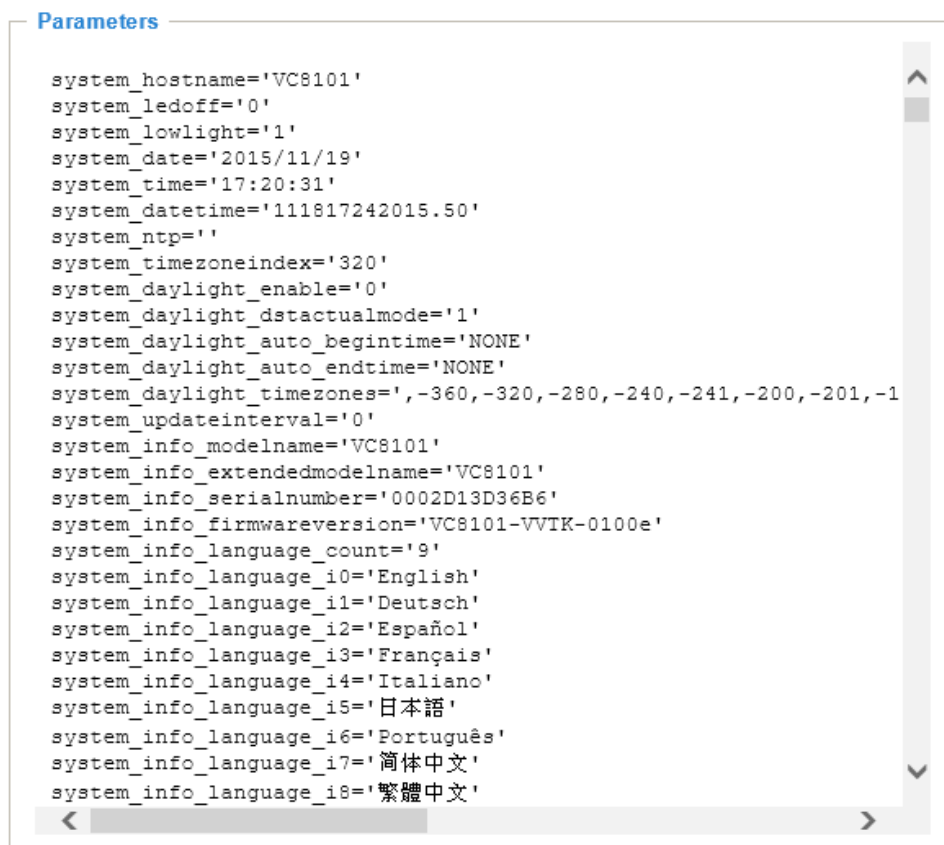 Parameters
system_hostname='VC8101'
system_ledoff='0'
system_lowlight='1'
system_date='2015/11/19'
system_time='17:20:31'
system_datetime='111817242015.50'
system_ntp=''
system_timezoneindex='320'
system_daylight_enable='0'
system_daylight_dstactualmode='1'
system_daylight_auto_begintime='NONE'
system_daylight_auto_endtime='NONE'
system_daylight_timezones=',-360,-320,-280,-240,-241,-200,-201,-1
system_updateinterval='0'
system_info_modelname='VC8101'
system_info_extendedmodelname='VC8101'
system_info_serialnumber='0002D13D36B6'
system_info_firmwareversion='VC8101-VVTK-0100e'
system_info_language_count='9'
system_info_language_i0='English'
system_info_language_i1='Deutsch'
system_info_language_i2='Español'
system_info_language_i3='Français'
system_info_language_i4='Italiano'
system_info_language_i5='日本語'
system_info_language_i6='Português'
system_info_language_i7='简体中文'
system_info_language_i8='繁體中文'